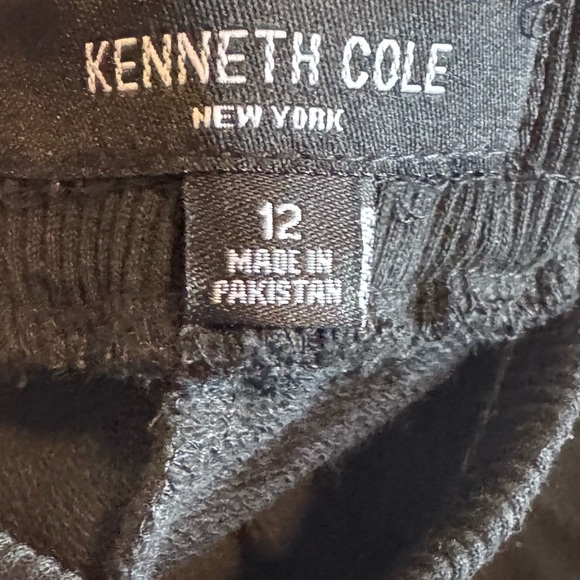 KENNETH COLE
NEW YORK
12
MADE IN
PAKISTAN